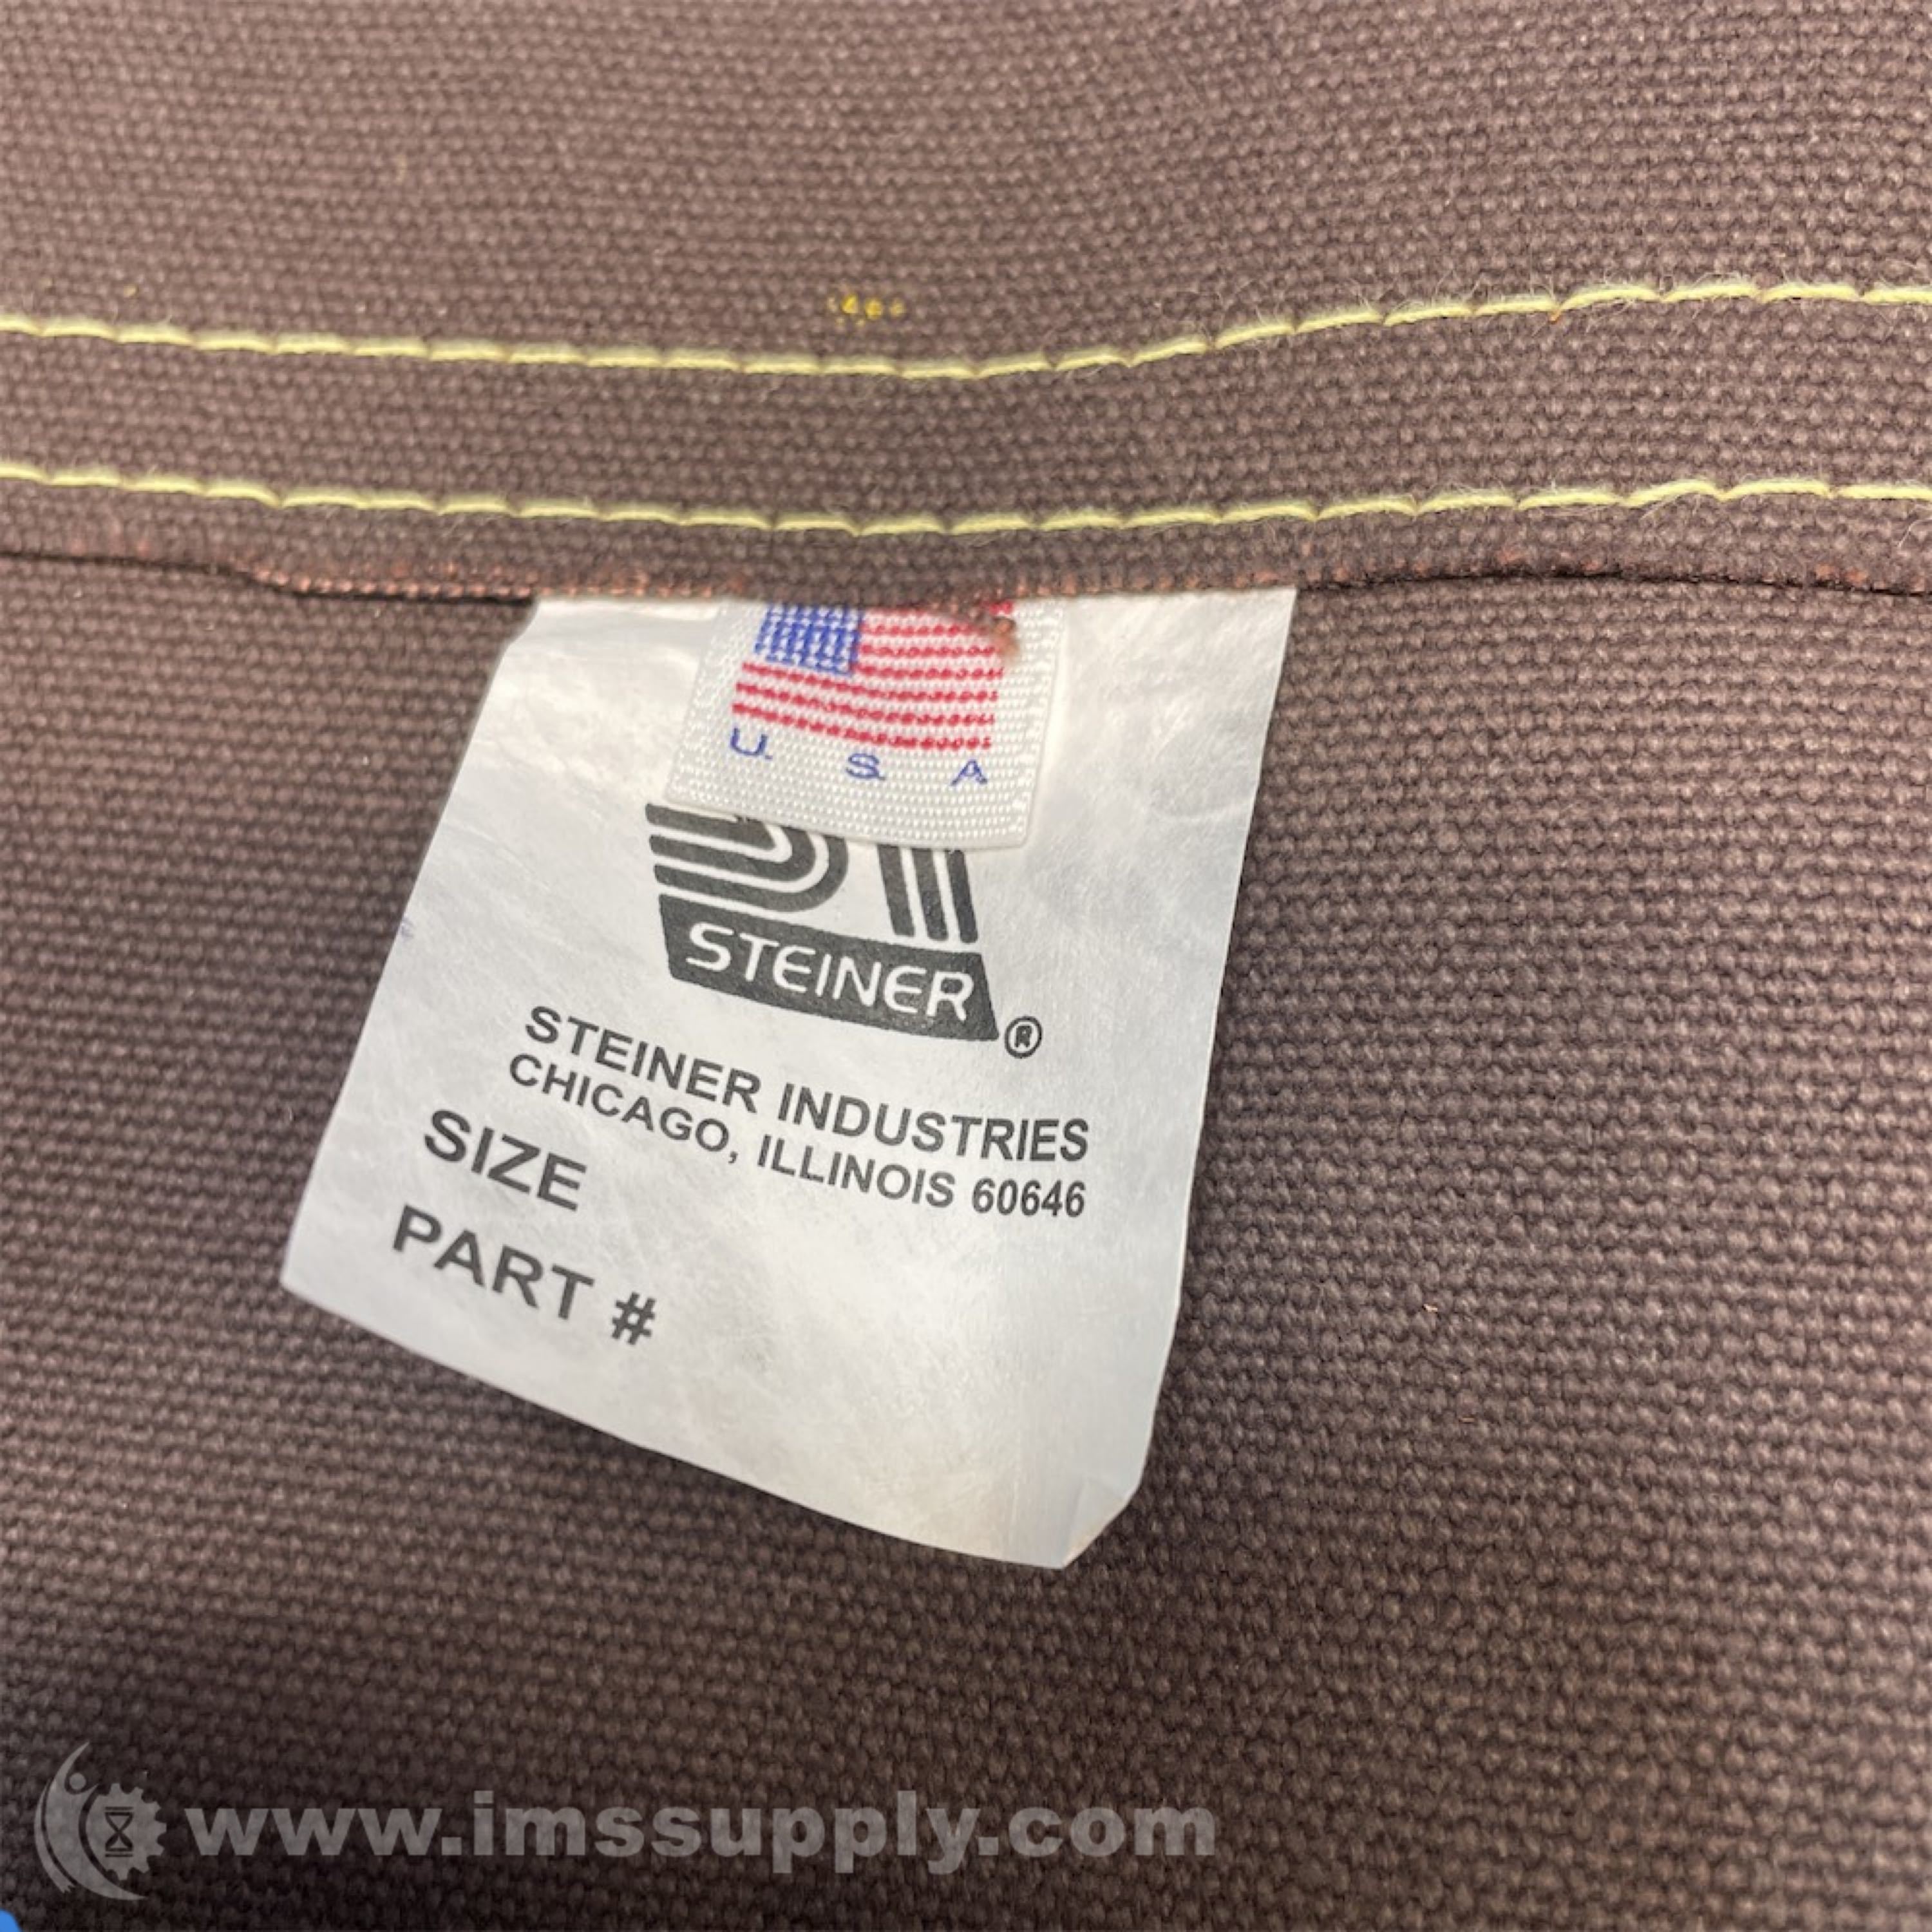 U. S. A
STEINER
®
STEINER INDUSTRIES
CHICAGO, ILLINOIS 60646
SIZE
PART #
www.imssupply.com